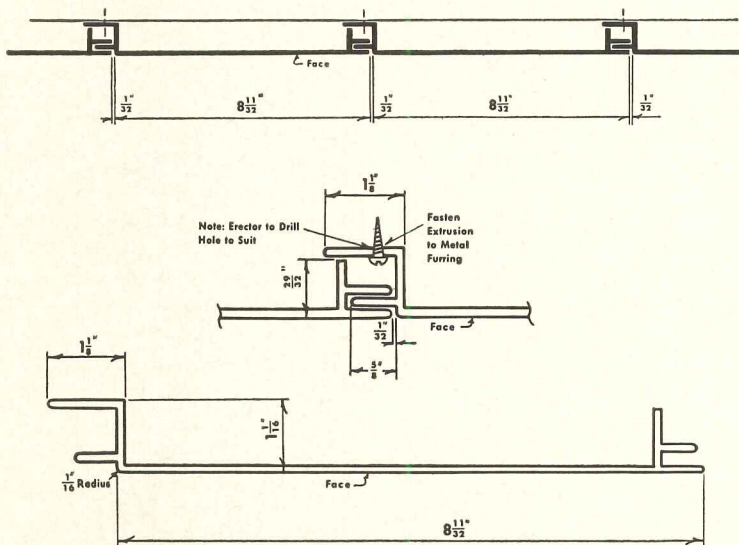 Face
1/32"
8 11/32"
1/32"
8 11/32"
1/32"
1 1/8"
Note: Erector to Drill
Hole to Suit
Fasten
Extrusion
to Metal
Furring
29/32"
Face
1/32"
5/8"
1 1/8"
1 1/16"
1/16" Redius
Face
8 11/32"